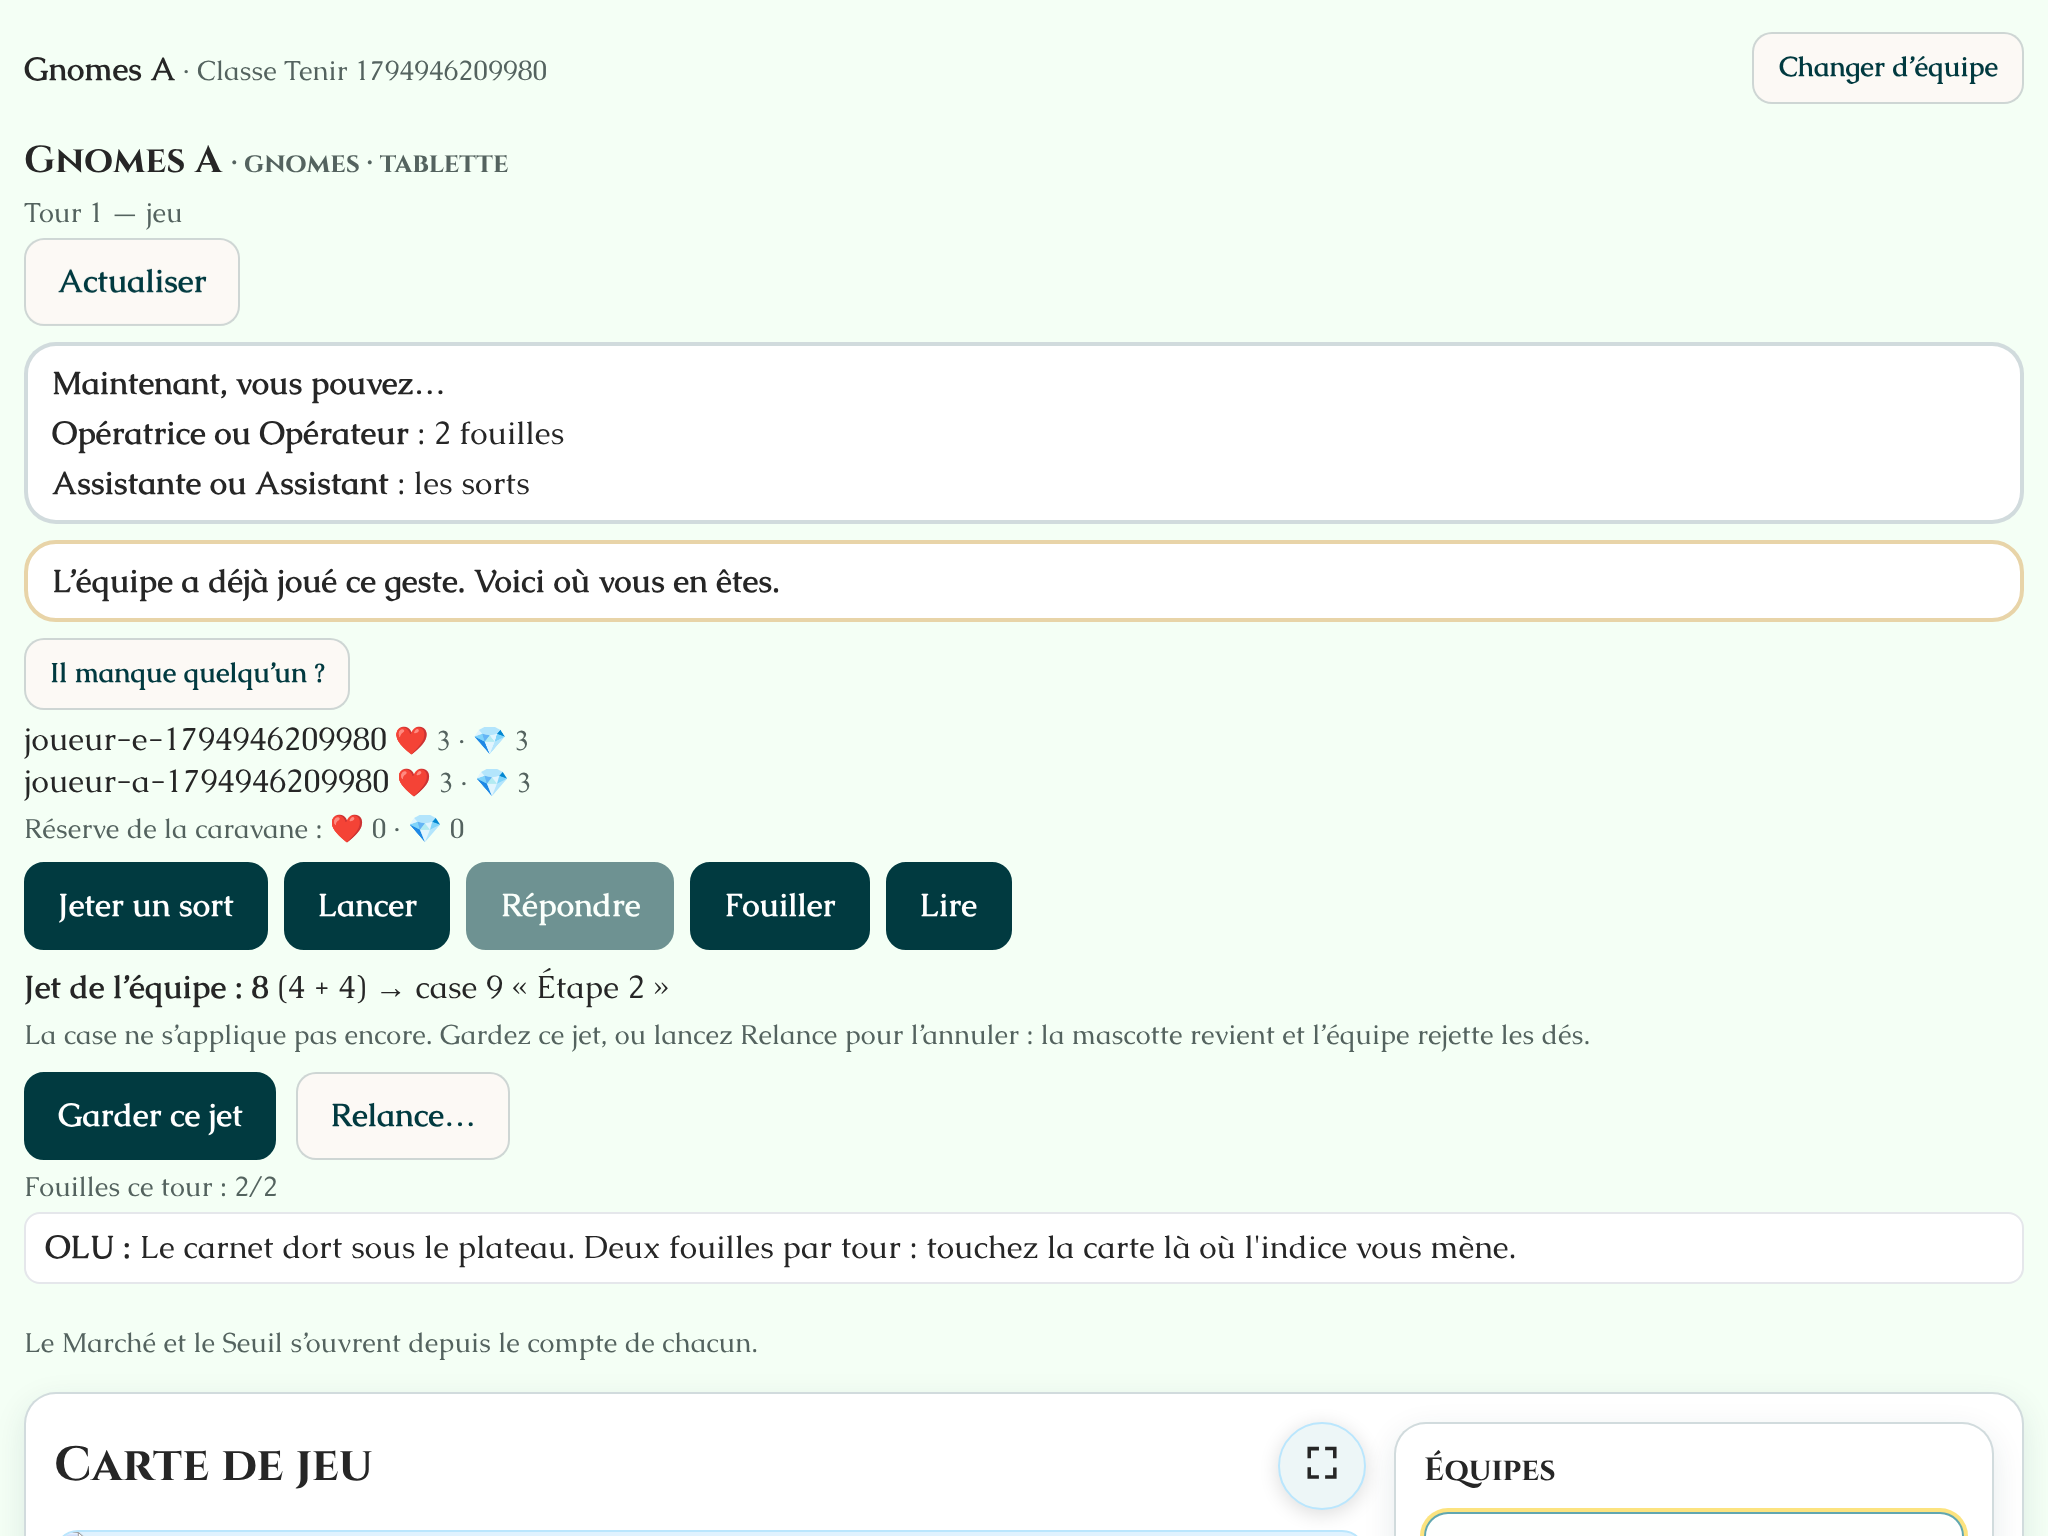 Gnomes A · Classe Tenir 1794946209980
Changer d’équipe
Gnomes A · gnomes · tablette
Tour 1 — jeu
Actualiser
Maintenant, vous pouvez…
Opératrice ou Opérateur : 2 fouilles
Assistante ou Assistant : les sorts
L’équipe a déjà joué ce geste. Voici où vous en êtes.
Il manque quelqu’un ?
joueur-e-1794946209980 ❤️ 3 · 💎 3
joueur-a-1794946209980 ❤️ 3 · 💎 3
Réserve de la caravane : ❤️ 0 · 💎 0
Jeter un sort
Lancer
Répondre
Fouiller
Lire
Jet de l’équipe : 8 (4 + 4) → case 9 « Étape 2 »
La case ne s’applique pas encore. Gardez ce jet, ou lancez Relance pour l’annuler : la mascotte revient et l’équipe rejette les dés.
Garder ce jet
Relance…
Fouilles ce tour : 2/2
OLU : Le carnet dort sous le plateau. Deux fouilles par tour : touchez la carte là où l'indice vous mène.
Le Marché et le Seuil s’ouvrent depuis le compte de chacun.
Carte de jeu
Équipes